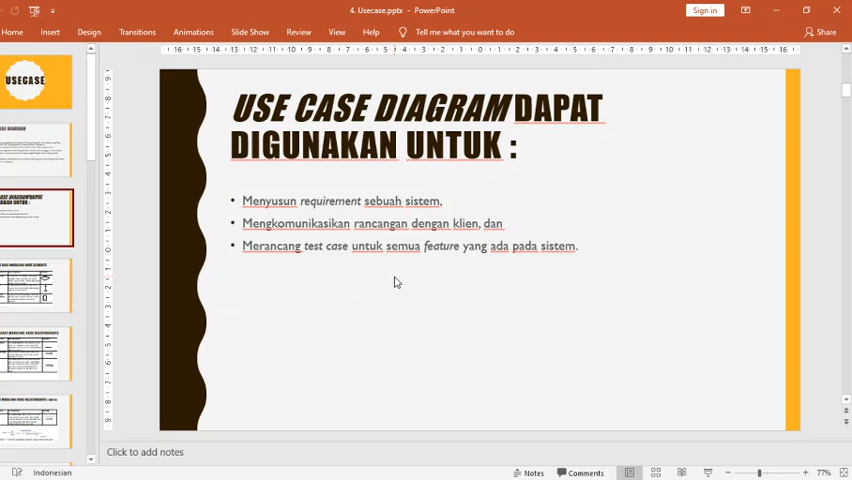 4. Usecase.pptx - PowerPoint
Sign in
Home Insert Design Transitions Animations Slide Show Review View Help Tell me what you want to do
Share
USECASE
USE CASE DIAGRAM DAPAT
DIGUNAKAN UNTUK :
• Menyusun requirement sebuah sistem,
• Mengkomunikasikan rancangan dengan klien, dan
• Merancang test case untuk semua feature yang ada pada sistem.
Click to add notes
Indonesian
Notes
Comments
77%